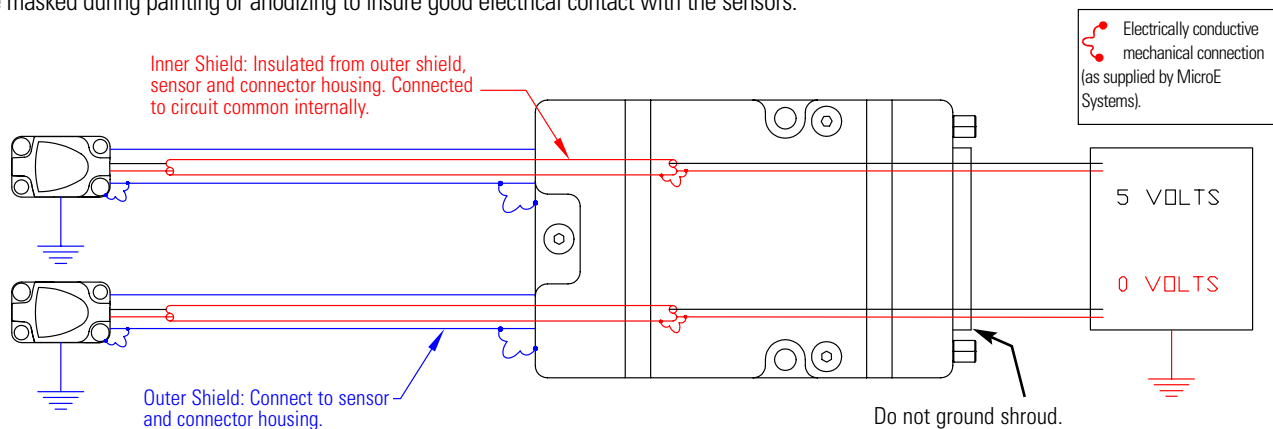 e masked during painting or anodizing to insure good electrical contact with the sensors.
Electrically conductive
mechanical connection
(as supplied by MicroE
Systems).
Inner Shield: Insulated from outer shield,
sensor and connector housing. Connected
to circuit common internally.
5 VOLTS
0 VOLTS
Outer Shield: Connect to sensor
and connector housing.
Do not ground shroud.